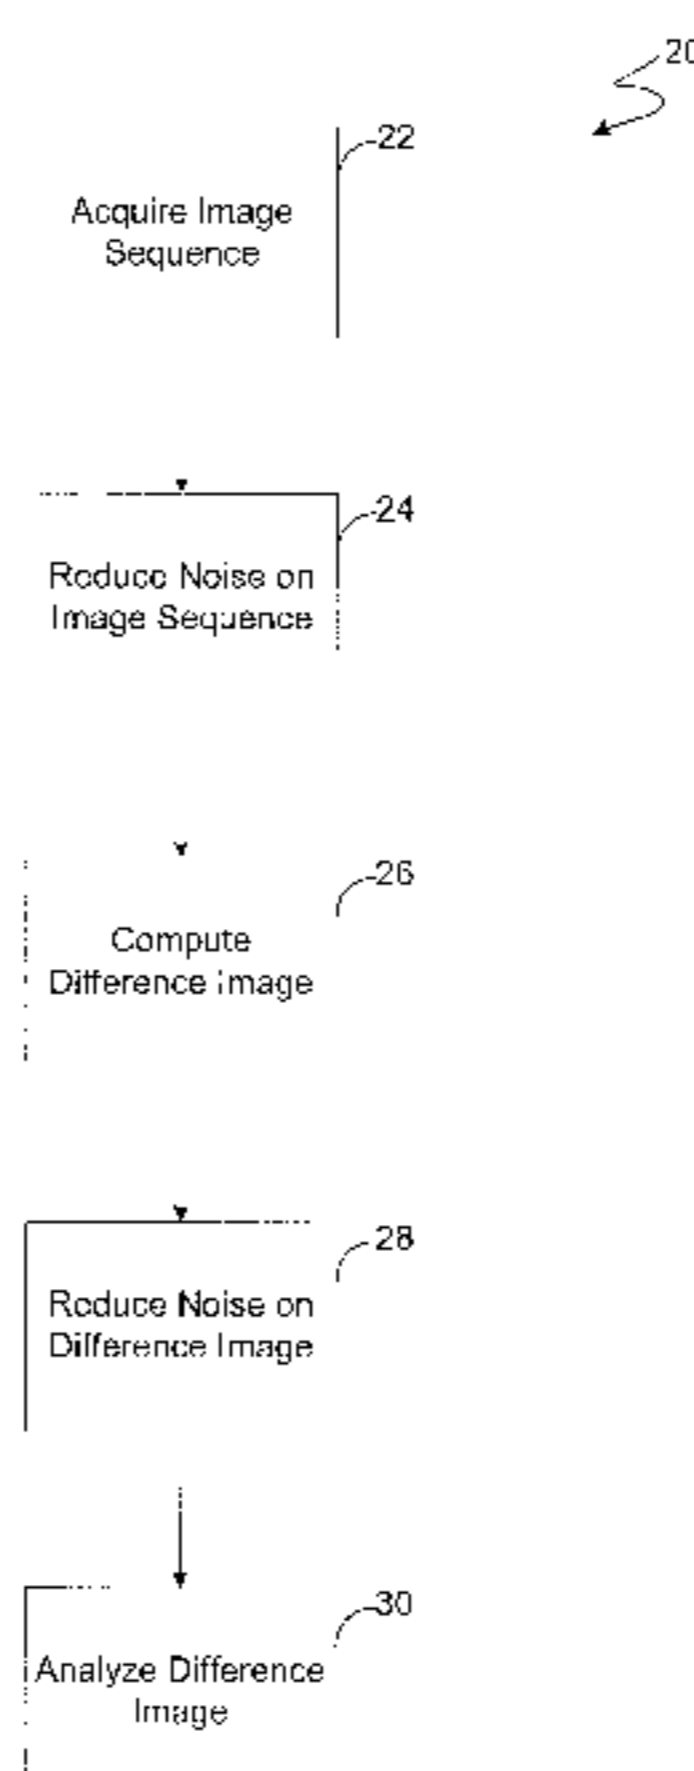 20
22
Acquire Image
Sequence
24
Reduce Noise on
Image Sequence
26
Compute
Difference Image
28
Reduce Noise on
Difference Image
30
Analyze Difference
Image